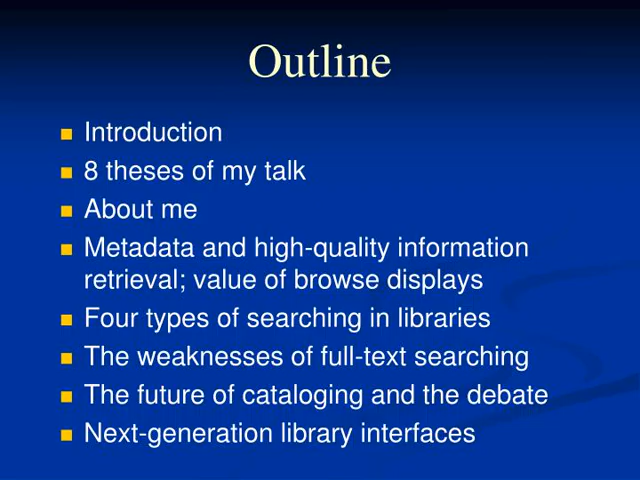 Outline
Introduction
8 theses of my talk
About me
Metadata and high-quality information
retrieval; value of browse displays
Four types of searching in libraries
The weaknesses of full-text searching
The future of cataloging and the debate
Next-generation library interfaces